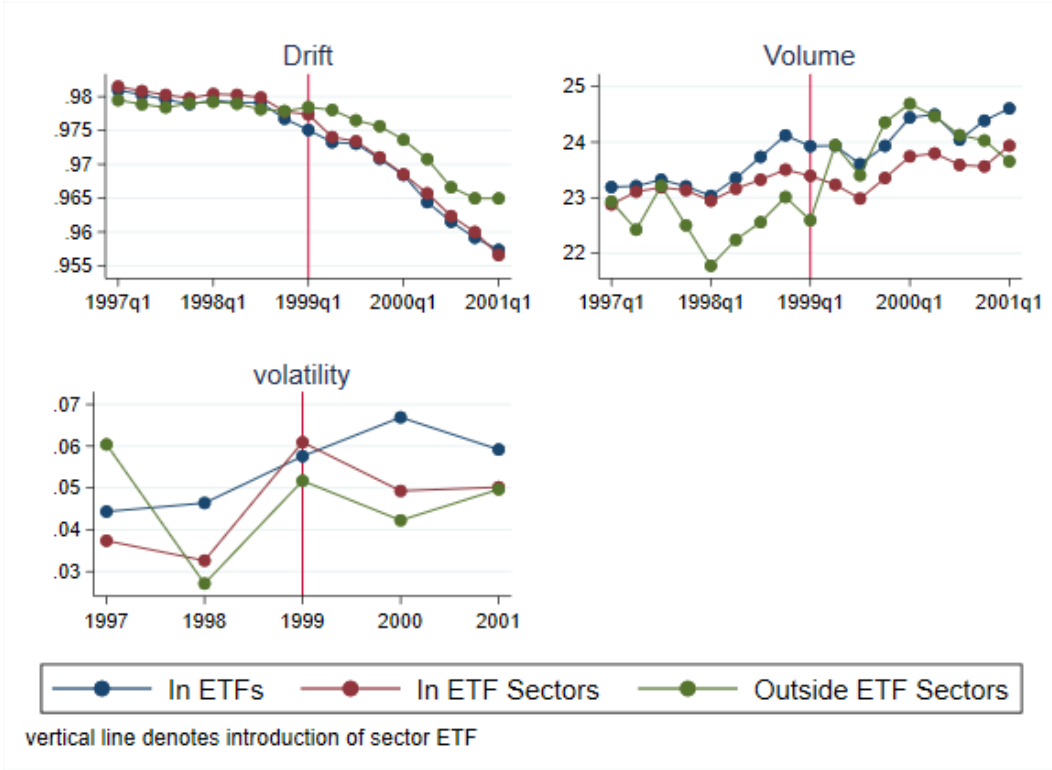 Drift
.98
.975
.97
.965
.96
.955
1997q1 1998q1 1999q1 2000q1 2001q1
Volume
25
24
23
22
1997q1 1998q1 1999q1 2000q1 2001q1
volatility
.07
.06
.05
.04
.03
1997 1998 1999 2000 2001
In ETFs In ETF Sectors Outside ETF Sectors
vertical line denotes introduction of sector ETF